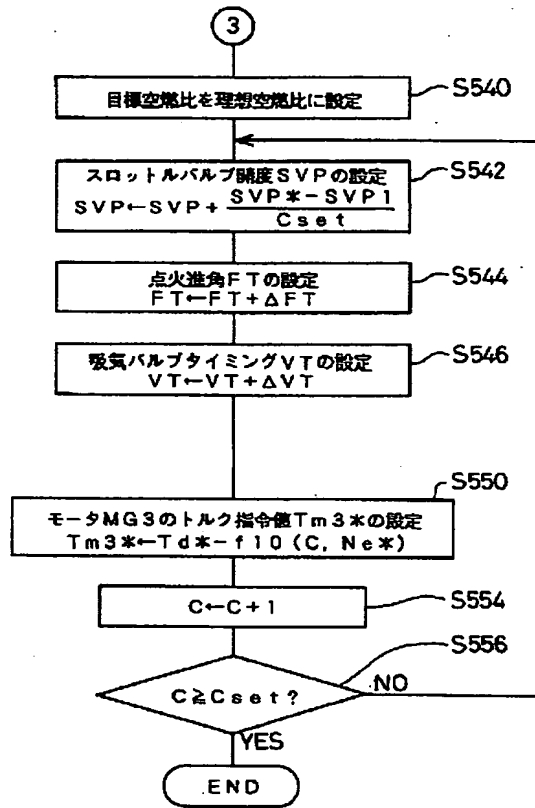 3
目標空燃比を理想空燃比に設定
S540
スロットルバルブ開度SVPの設定
SVP←SVP+(SVP*-SVP1)/Cset
S542
点火進角FTの設定
FT←FT+ΔFT
S544
吸気バルブタイミングVTの設定
VT←VT+ΔVT
S546
S550
モータMG3のトルク指令値Tm3*の設定
Tm3*←Td*-f10(C, Ne*)
C←C+1
S554
S556
C≧Cset?
NO
YES
END